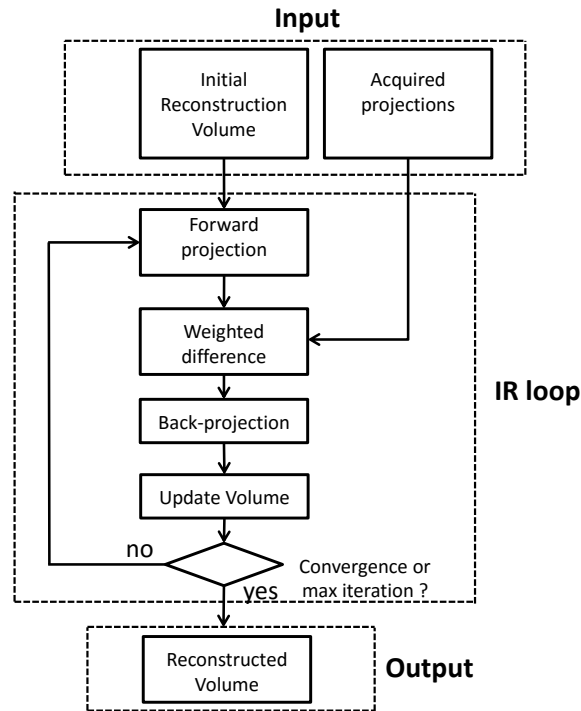 Input
Initial
Reconstruction
Volume
Acquired
projections
Forward
projection
Weighted
difference
IR loop
Back-projection
Update Volume
no
Convergence or
max iteration ?
yes
Reconstructed
Volume
Output